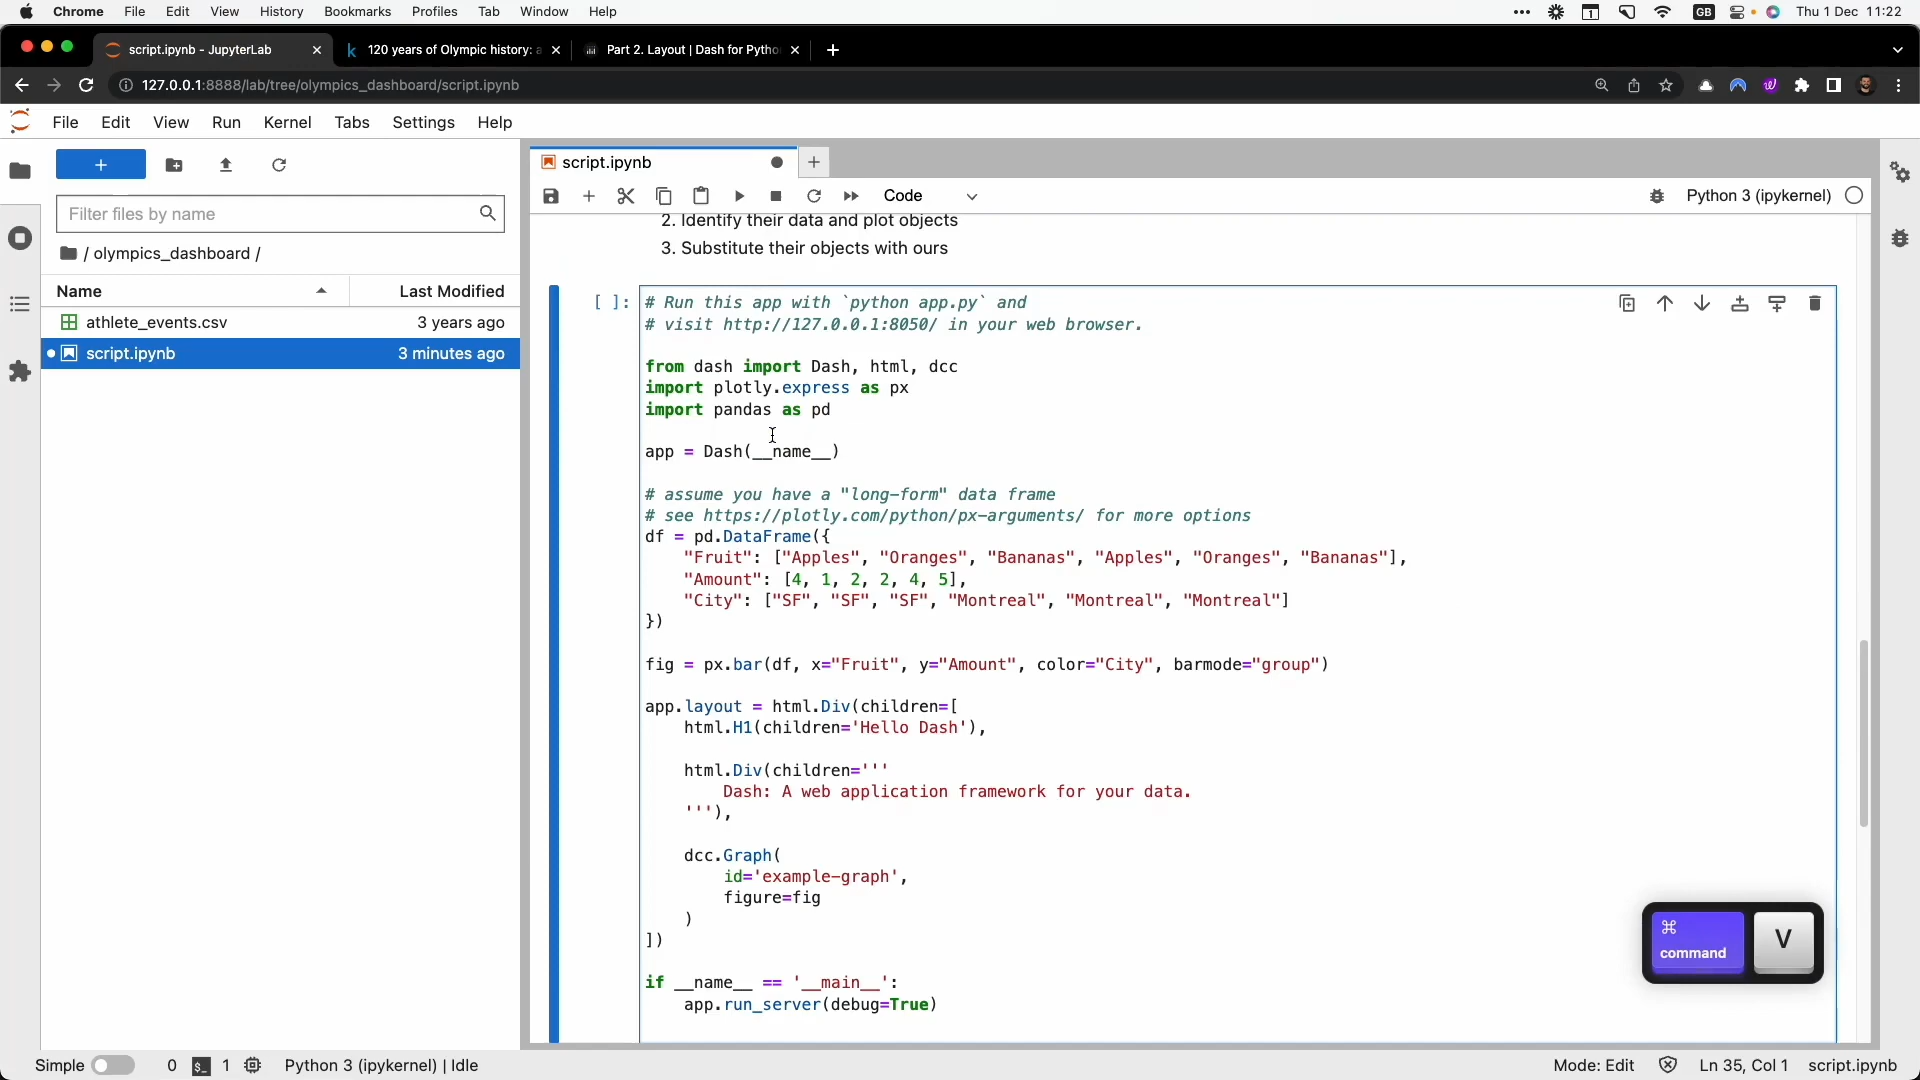 Chrome File Edit View History Bookmarks Profiles Tab Window Help GB Thu 1 Dec 11:22
script.ipynb - JupyterLab 120 years of Olympic history: a Part 2. Layout | Dash for Pytho
127.0.0.1:8888/lab/tree/olympics_dashboard/script.ipynb
File Edit View Run Kernel Tabs Settings Help
script.ipynb
Code Python 3 (ipykernel)
Filter files by name
/ olympics_dashboard /
Name Last Modified
athlete_events.csv 3 years ago
script.ipynb 3 minutes ago
2. Identify their data and plot objects
3. Substitute their objects with ours
[ ]: # Run this app with `python app.py` and
# visit http://127.0.0.1:8050/ in your web browser.
from dash import Dash, html, dcc
import plotly.express as px
import pandas as pd
app = Dash(__name__)
# assume you have a "long-form" data frame
# see https://plotly.com/python/px-arguments/ for more options
df = pd.DataFrame({
"Fruit": ["Apples", "Oranges", "Bananas", "Apples", "Oranges", "Bananas"],
"Amount": [4, 1, 2, 2, 4, 5],
"City": ["SF", "SF", "SF", "Montreal", "Montreal", "Montreal"]
})
fig = px.bar(df, x="Fruit", y="Amount", color="City", barmode="group")
app.layout = html.Div(children=[
html.H1(children='Hello Dash'),
html.Div(children='''
Dash: A web application framework for your data.
'''),
dcc.Graph(
id='example-graph',
figure=fig
)
])
if __name__ == '__main__':
app.run_server(debug=True)
⌘
command V
Simple 0 1 Python 3 (ipykernel) | Idle Mode: Edit Ln 35, Col 1 script.ipynb